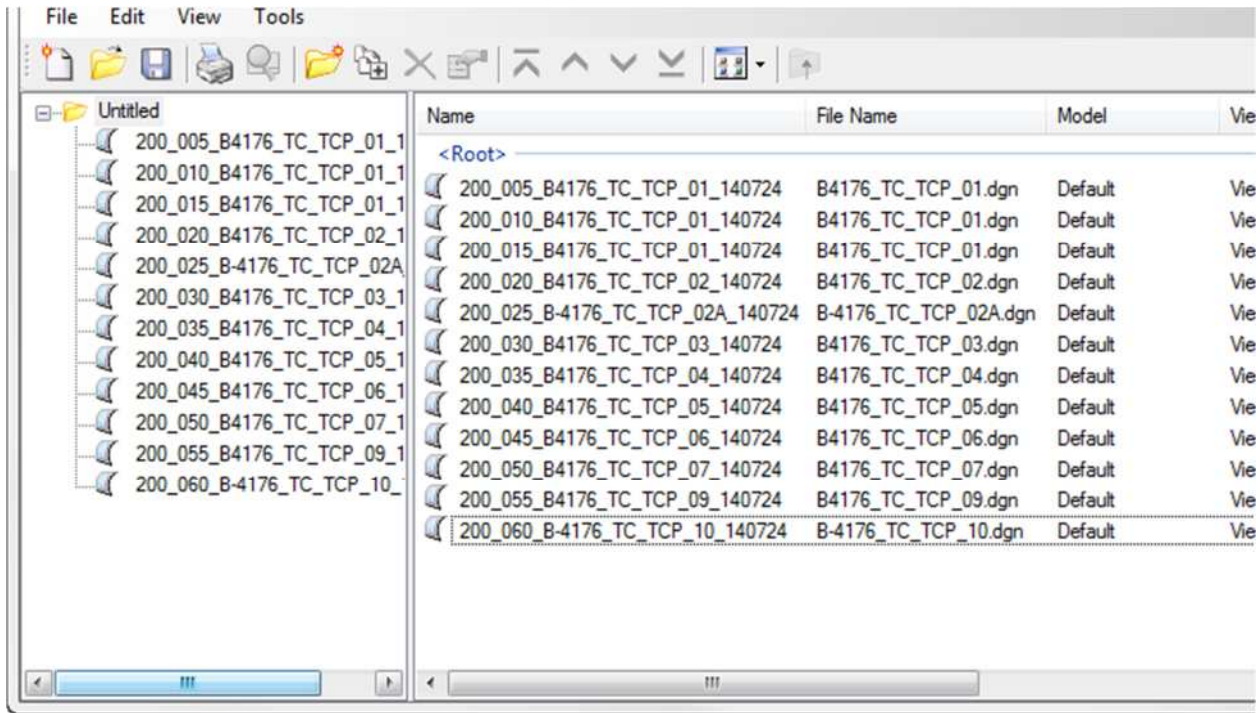 File Edit View Tools
Untitled
200_005_B4176_TC_TCP_01_1
200_010_B4176_TC_TCP_01_1
200_015_B4176_TC_TCP_01_1
200_020_B4176_TC_TCP_02_1
200_025_B-4176_TC_TCP_02A_
200_030_B4176_TC_TCP_03_1
200_035_B4176_TC_TCP_04_1
200_040_B4176_TC_TCP_05_1
200_045_B4176_TC_TCP_06_1
200_050_B4176_TC_TCP_07_1
200_055_B4176_TC_TCP_09_1
200_060_B-4176_TC_TCP_10_
Name File Name Model Vie
<Root>
200_005_B4176_TC_TCP_01_140724 B4176_TC_TCP_01.dgn Default Vie
200_010_B4176_TC_TCP_01_140724 B4176_TC_TCP_01.dgn Default Vie
200_015_B4176_TC_TCP_01_140724 B4176_TC_TCP_01.dgn Default Vie
200_020_B4176_TC_TCP_02_140724 B4176_TC_TCP_02.dgn Default Vie
200_025_B-4176_TC_TCP_02A_140724 B-4176_TC_TCP_02A.dgn Default Vie
200_030_B4176_TC_TCP_03_140724 B4176_TC_TCP_03.dgn Default Vie
200_035_B4176_TC_TCP_04_140724 B4176_TC_TCP_04.dgn Default Vie
200_040_B4176_TC_TCP_05_140724 B4176_TC_TCP_05.dgn Default Vie
200_045_B4176_TC_TCP_06_140724 B4176_TC_TCP_06.dgn Default Vie
200_050_B4176_TC_TCP_07_140724 B4176_TC_TCP_07.dgn Default Vie
200_055_B4176_TC_TCP_09_140724 B4176_TC_TCP_09.dgn Default Vie
200_060_B-4176_TC_TCP_10_140724 B-4176_TC_TCP_10.dgn Default Vie